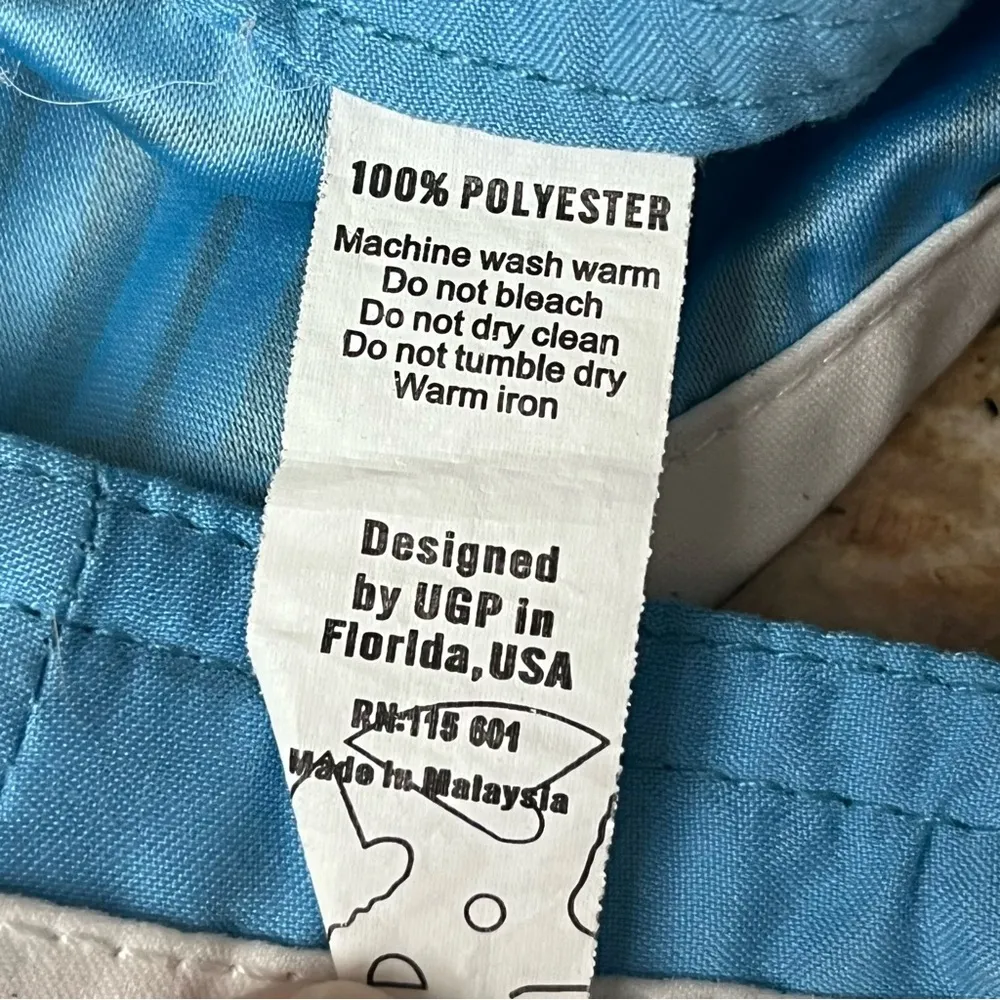 100% POLYESTER
Machine wash warm
Do not bleach
Do not dry clean
Do not tumble dry
Warm iron
Designed
by UGP in
Florida, USA
RN:115 601
Made In Malaysia